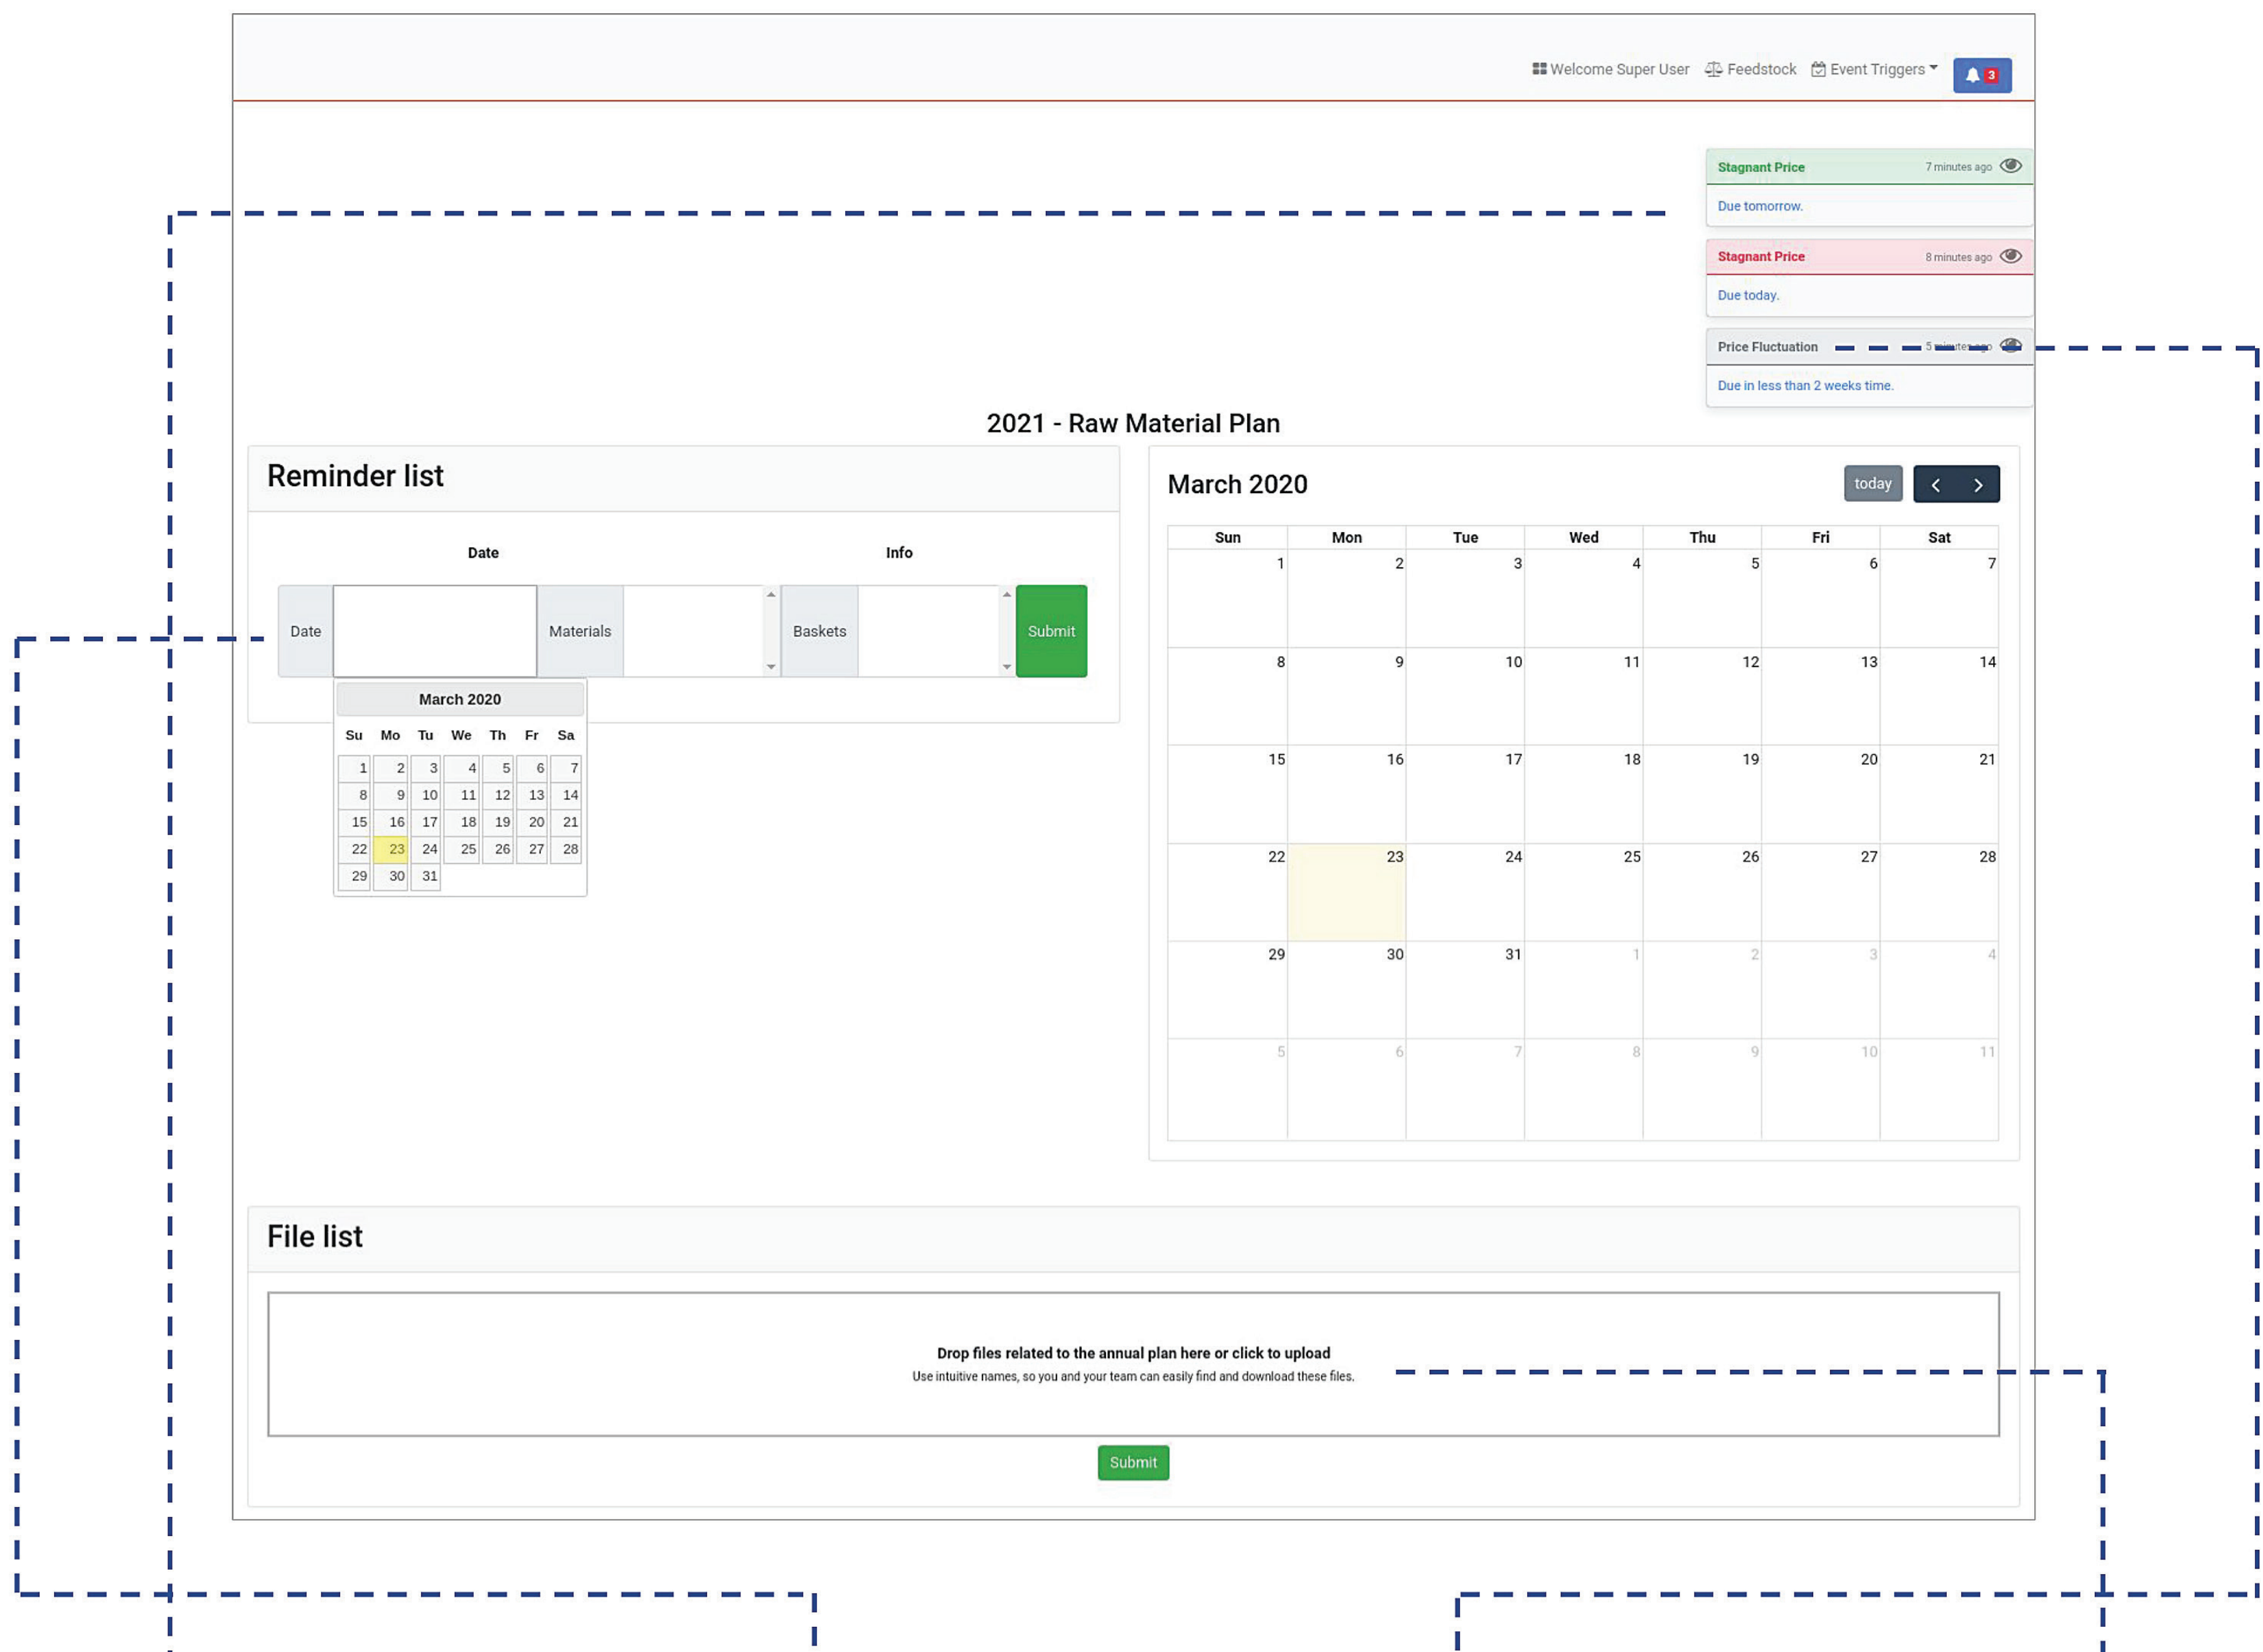 Welcome Super User Feedstock Event Triggers 3
Stagnant Price 7 minutes ago
Due tomorrow.
Stagnant Price 8 minutes ago
Due today.
Price Fluctuation 5 minutes ago
Due in less than 2 weeks time.
2021 - Raw Material Plan
Reminder list
Date Info
Date Materials Baskets Submit
March 2020
Su Mo Tu We Th Fr Sa
1 2 3 4 5 6 7
8 9 10 11 12 13 14
15 16 17 18 19 20 21
22 23 24 25 26 27 28
29 30 31
March 2020 today
Sun Mon Tue Wed Thu Fri Sat
1 2 3 4 5 6 7
8 9 10 11 12 13 14
15 16 17 18 19 20 21
22 23 24 25 26 27 28
29 30 31 1 2 3 4
5 6 7 8 9 10 11
File list
Drop files related to the annual plan here or click to upload
Use intuitive names, so you and your team can easily find and download these files.
Submit